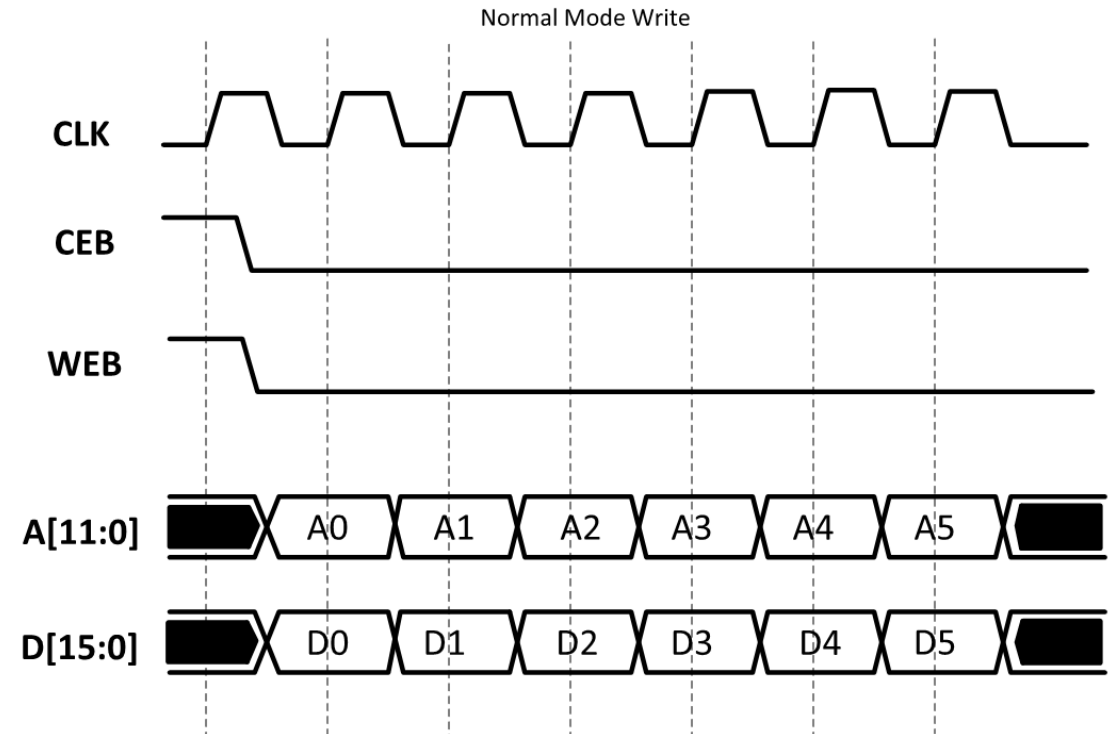 Normal Mode Write
CLK
CEB
WEB
A[11:0] A0 A1 A2 A3 A4 A5
D[15:0] D0 D1 D2 D3 D4 D5